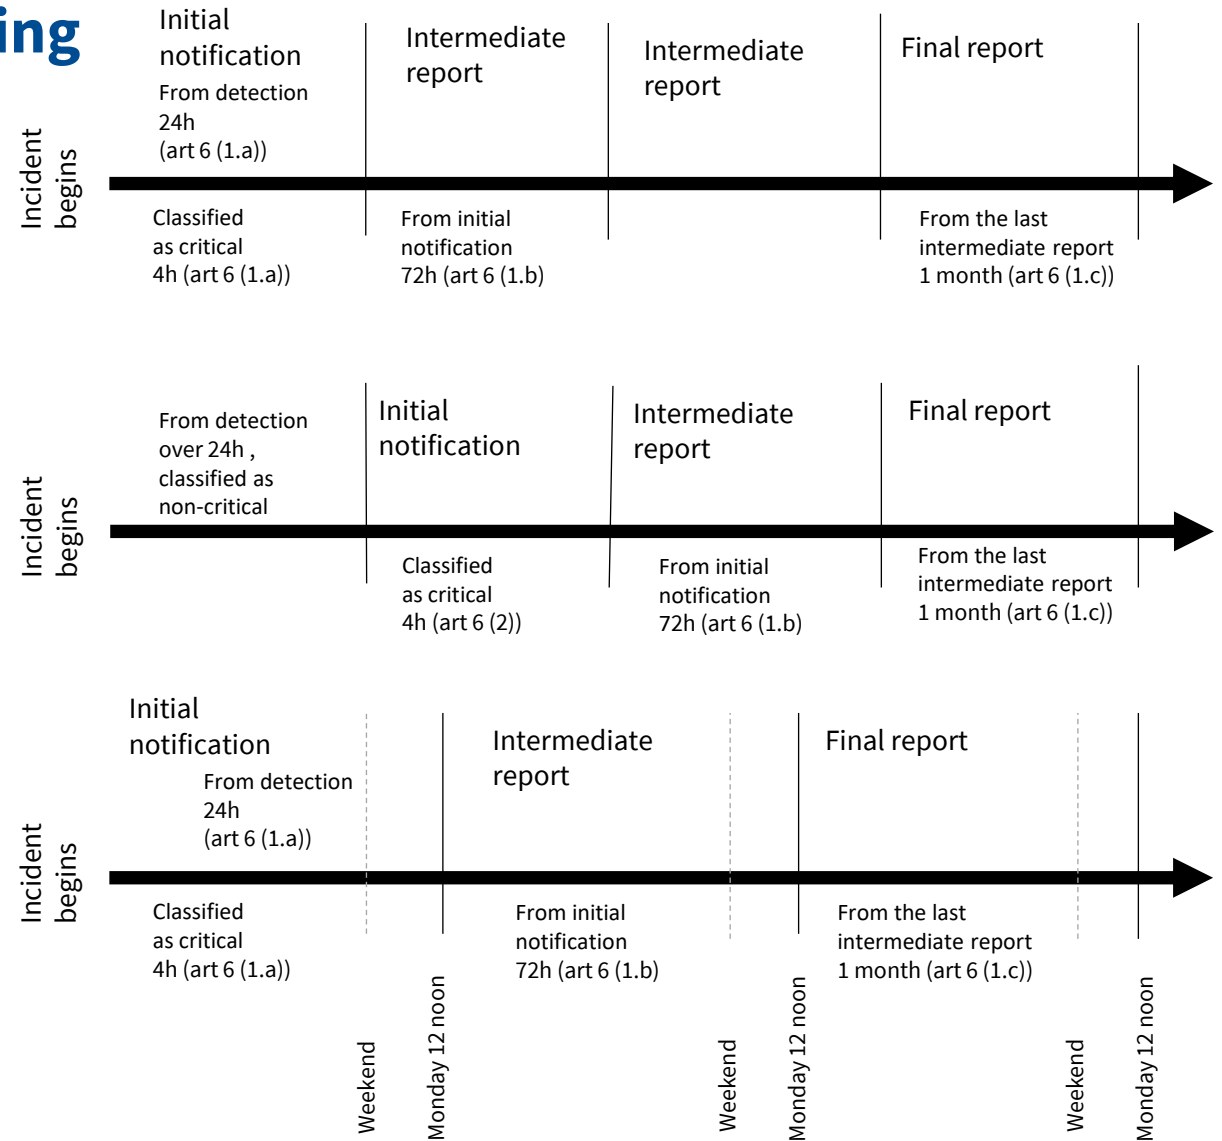 ing
Initial
notification
From detection
24h
(art 6 (1.a))
Intermediate
report
Intermediate
report
Final report
Incident
begins
Classified
as critical
4h (art 6 (1.a))
From initial
notification
72h (art 6 (1.b)
From the last
intermediate report
1 month (art 6 (1.c))
From detection
over 24h ,
classified as
non-critical
Initial
notification
Intermediate
report
Final report
Incident
begins
Classified
as critical
4h (art 6 (2))
From initial
notification
72h (art 6 (1.b)
From the last
intermediate report
1 month (art 6 (1.c))
Initial
notification
From detection
24h
(art 6 (1.a))
Intermediate
report
Final report
Incident
begins
Classified
as critical
4h (art 6 (1.a))
From initial
notification
72h (art 6 (1.b)
From the last
intermediate report
1 month (art 6 (1.c))
Weekend
Monday 12 noon
Weekend
Monday 12 noon
Weekend
Monday 12 noon